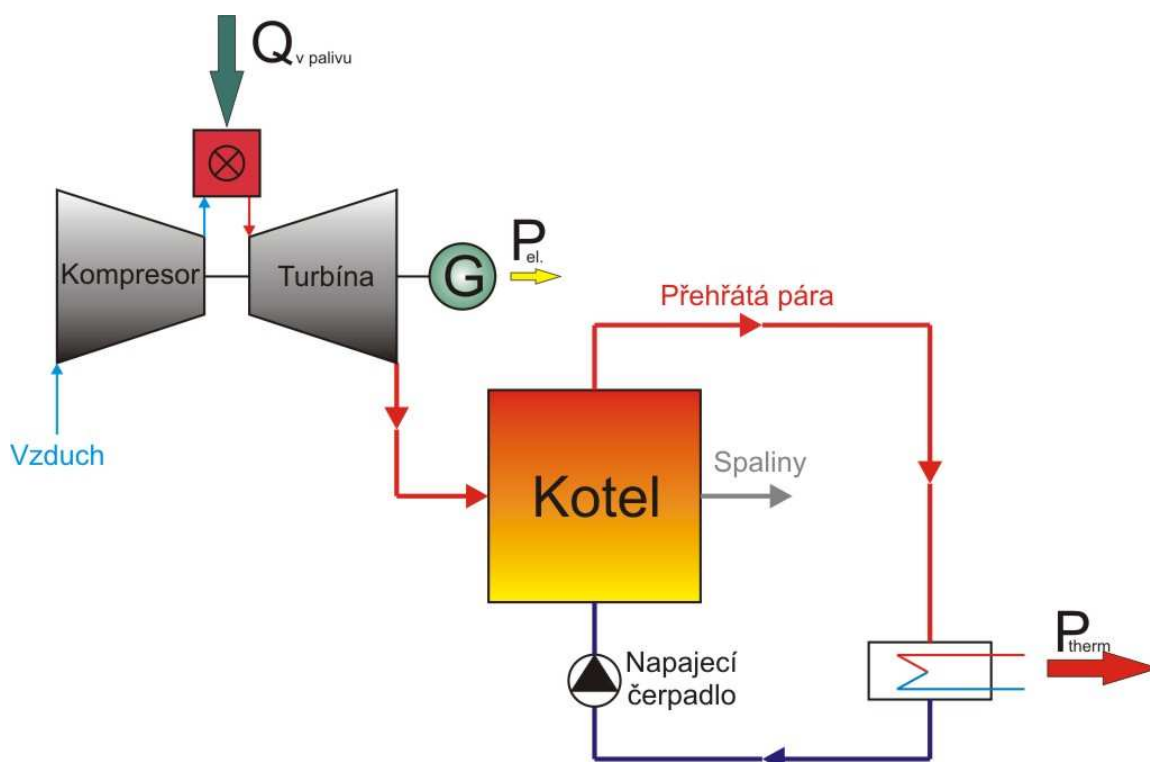 Q v palivu
Kompresor
Turbína
G
P el.
Přehřátá pára
Vzduch
Kotel
Spaliny
Napajecí
čerpadlo
P therm